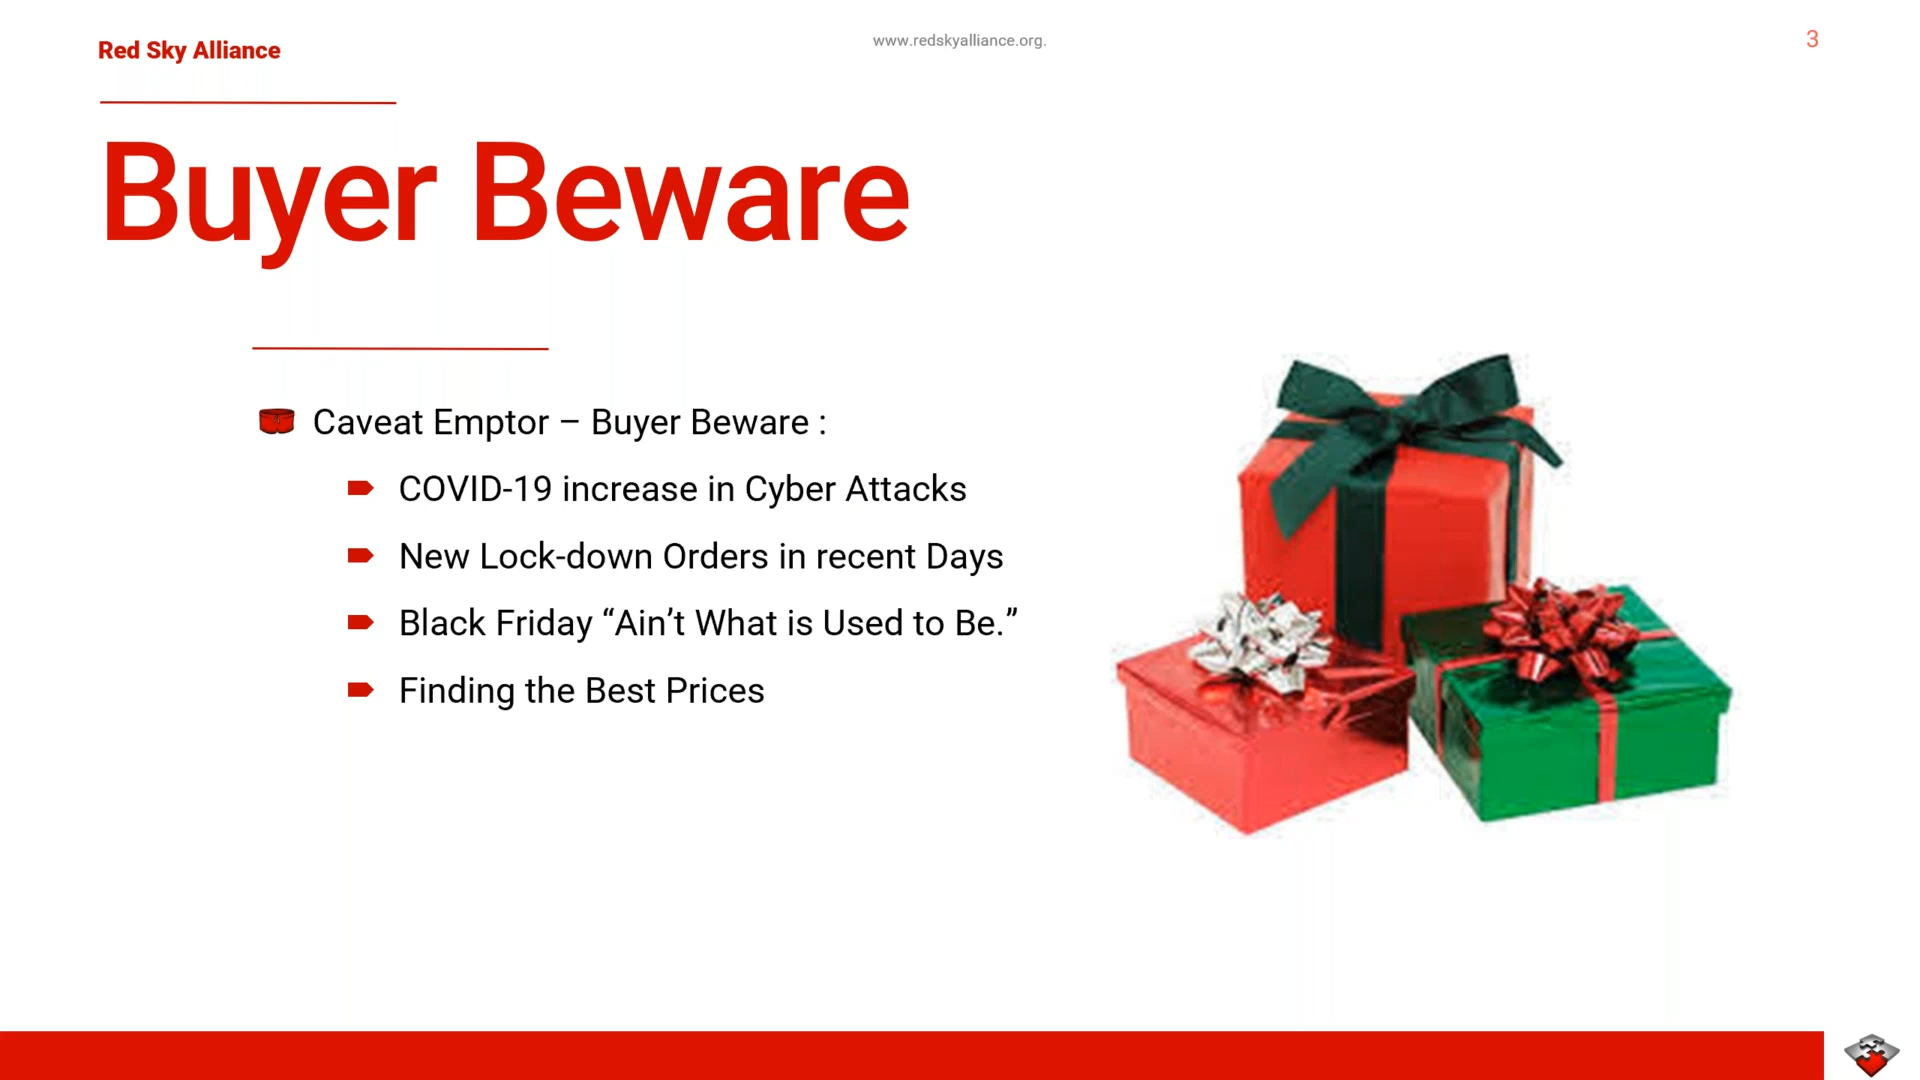 Red Sky Alliance
www.redskyalliance.org.
3
Buyer Beware
Caveat Emptor – Buyer Beware :
COVID-19 increase in Cyber Attacks
New Lock-down Orders in recent Days
Black Friday “Ain’t What is Used to Be.”
Finding the Best Prices